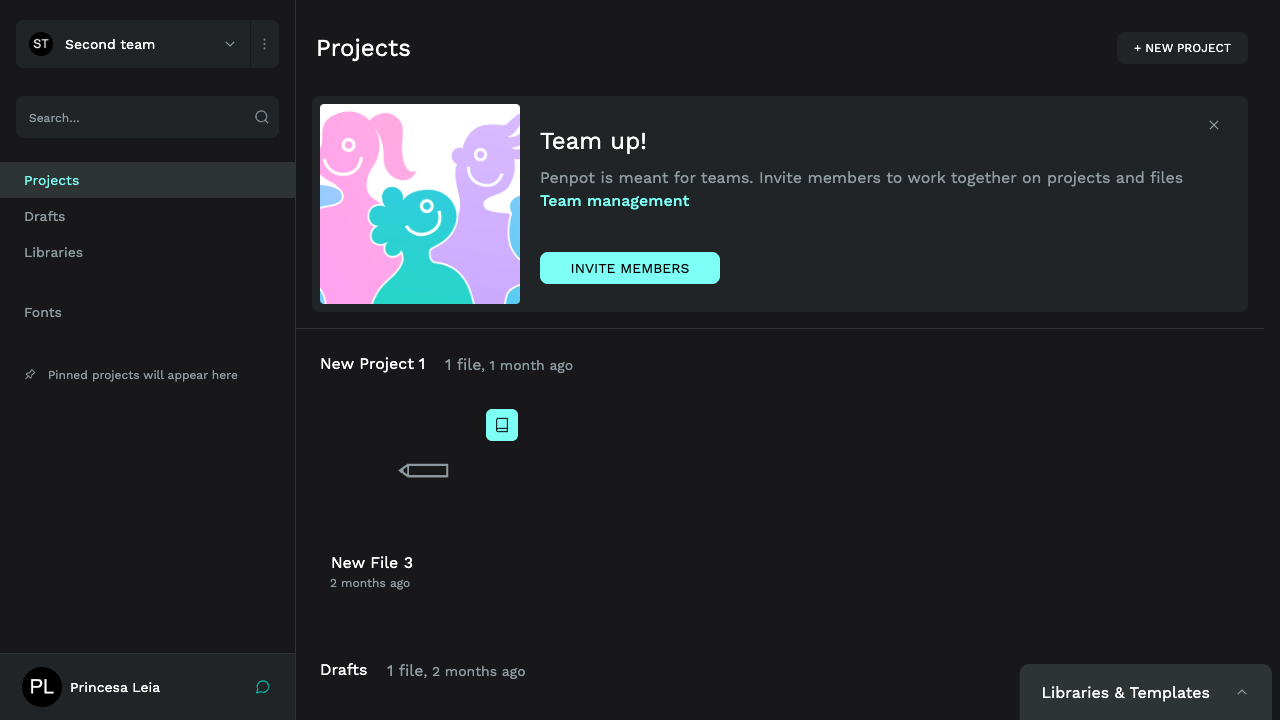 ST Second team
Search...
Projects
Drafts
Libraries
Fonts
Pinned projects will appear here
PL Princesa Leia
Projects
+ NEW PROJECT
Team up!
Penpot is meant for teams. Invite members to work together on projects and files
Team management
INVITE MEMBERS
New Project 1 1 file, 1 month ago
New File 3
2 months ago
Drafts 1 file, 2 months ago
Libraries & Templates